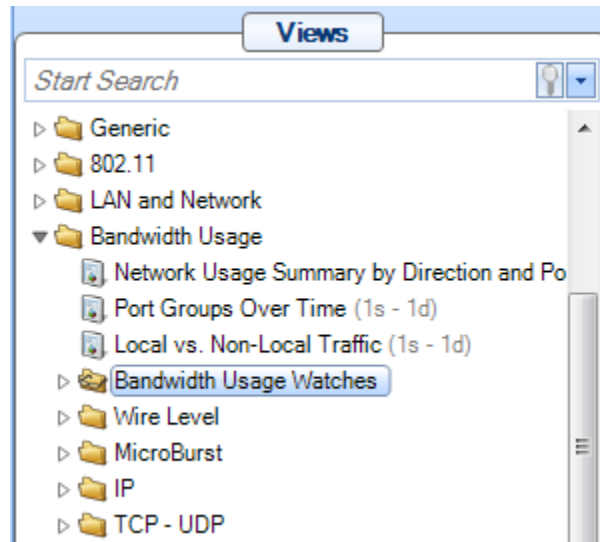 Views
Start Search
Generic
802.11
LAN and Network
Bandwidth Usage
Network Usage Summary by Direction and Po
Port Groups Over Time (1s - 1d)
Local vs. Non-Local Traffic (1s - 1d)
Bandwidth Usage Watches
Wire Level
MicroBurst
IP
TCP - UDP